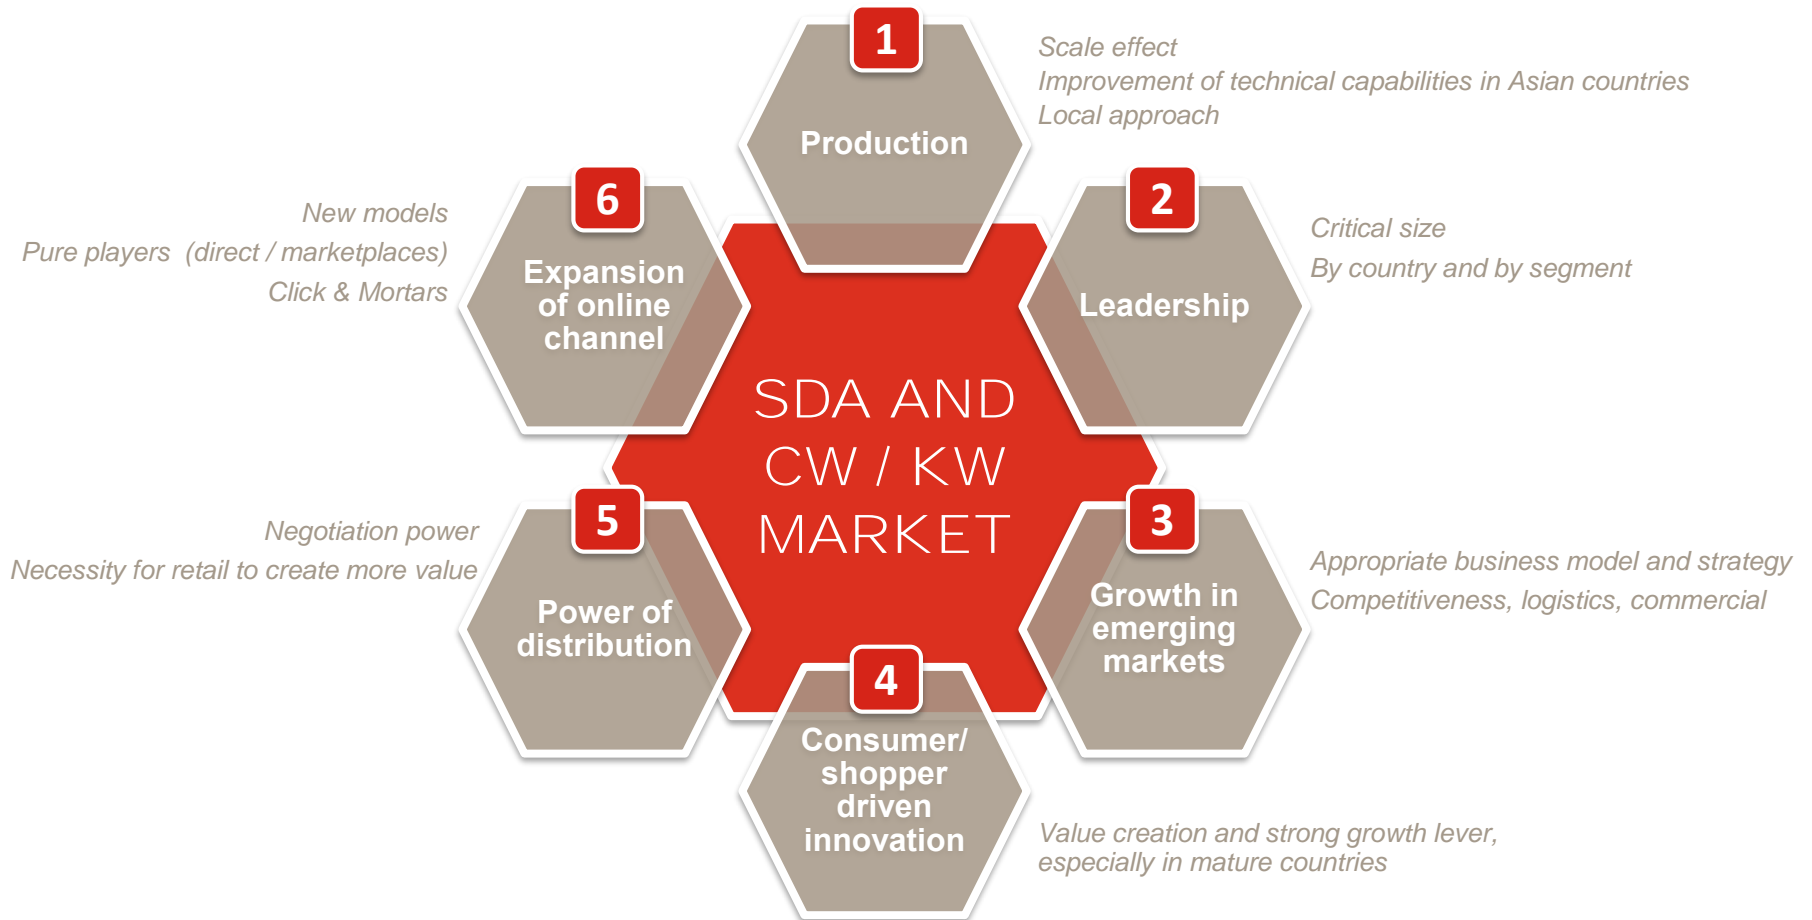 1
Production
Scale effect
Improvement of technical capabilities in Asian countries
Local approach
2
Leadership
Critical size
By country and by segment
3
Growth in
emerging
markets
Appropriate business model and strategy
Competitiveness, logistics, commercial
4
Consumer/
shopper
driven
innovation
Value creation and strong growth lever,
especially in mature countries
5
Power of
distribution
Negotiation power
Necessity for retail to create more value
6
Expansion
of online
channel
New models
Pure players  (direct / marketplaces)
Click & Mortars
SDA AND
CW / KW
MARKET